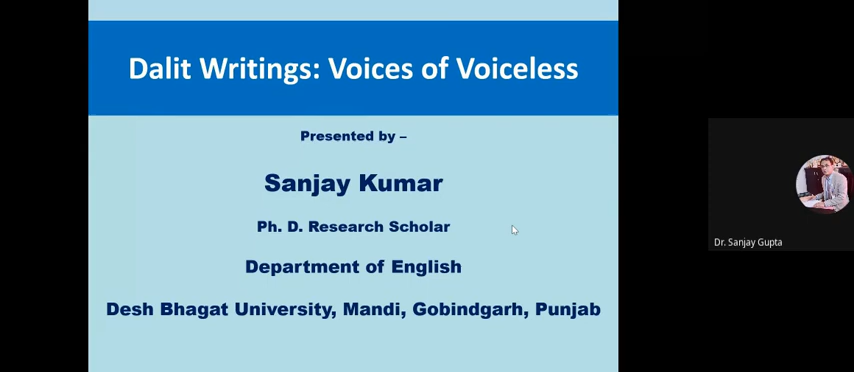 Dalit Writings: Voices of Voiceless
Presented by –
Sanjay Kumar
Ph. D. Research Scholar
Department of English
Desh Bhagat University, Mandi, Gobindgarh, Punjab
Dr. Sanjay Gupta